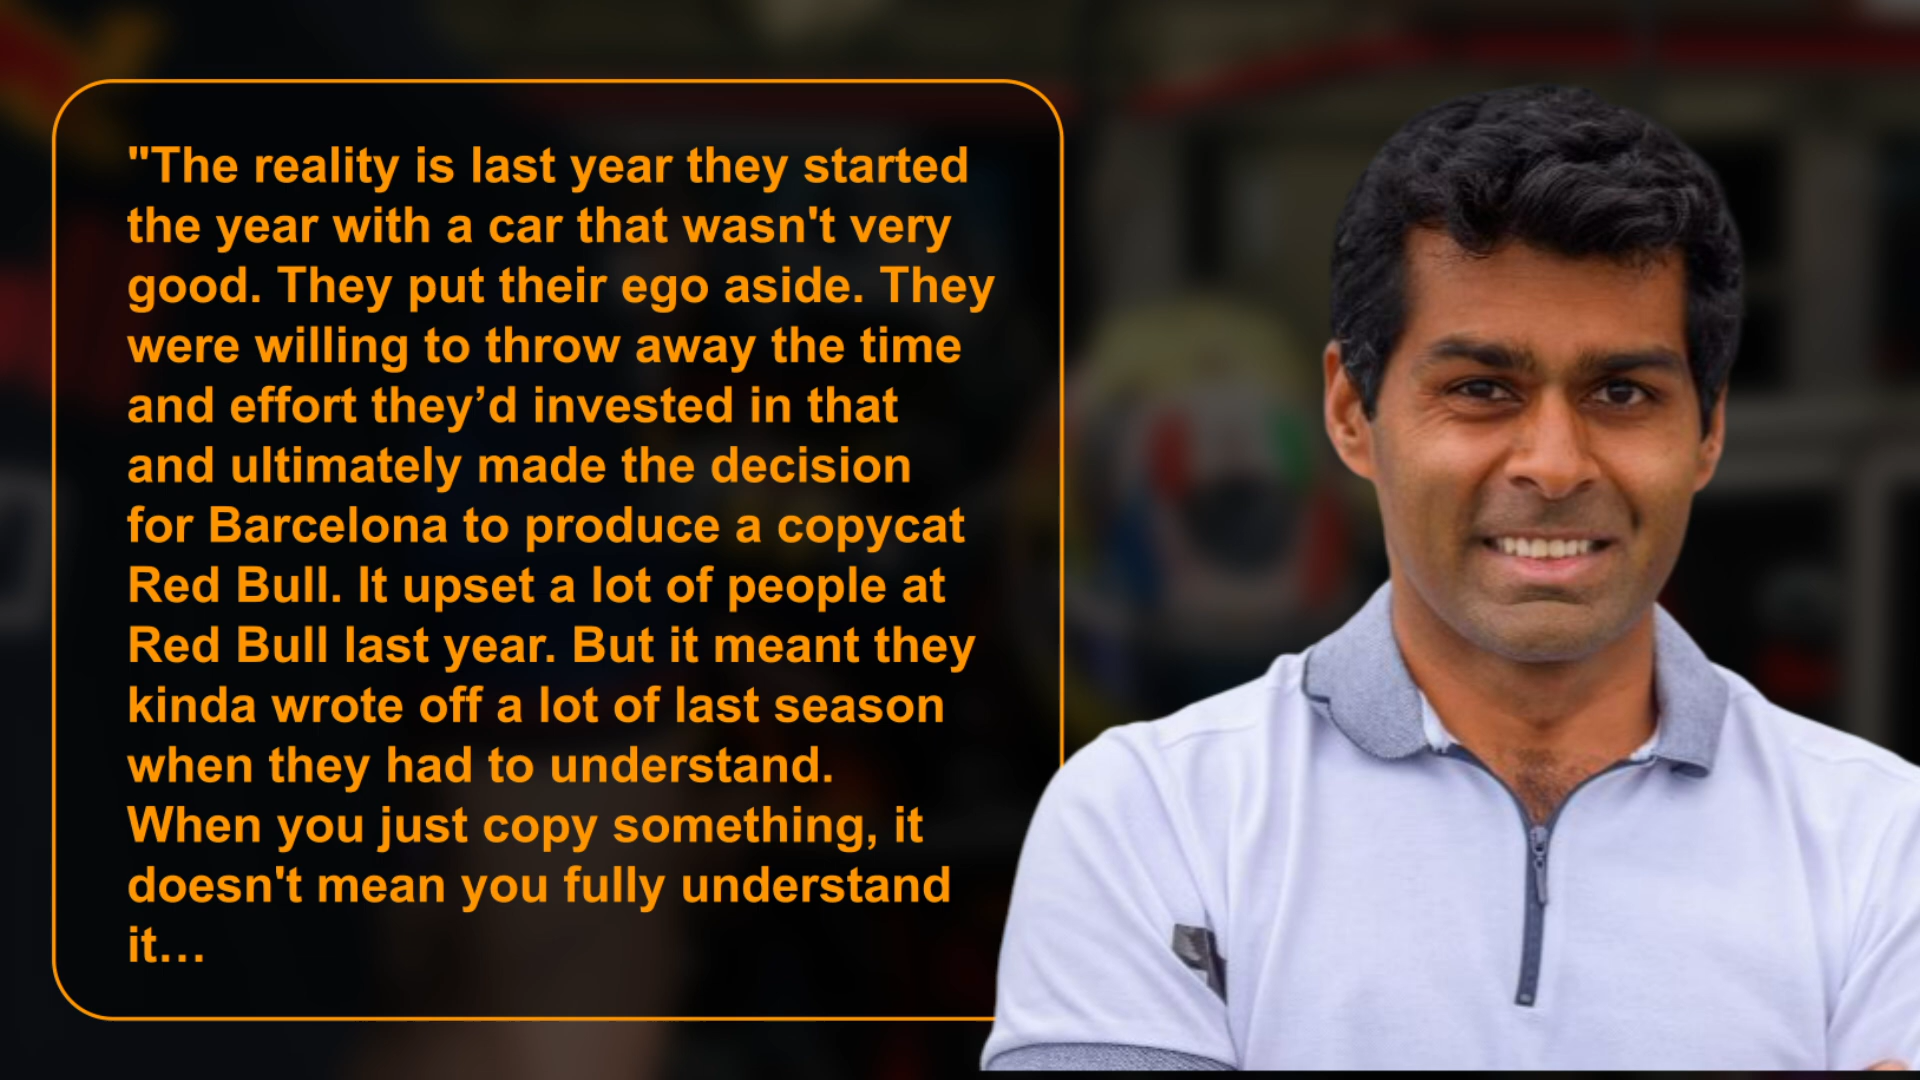 "The reality is last year they started
the year with a car that wasn't very
good. They put their ego aside. They
were willing to throw away the time
and effort they’d invested in that
and ultimately made the decision
for Barcelona to produce a copycat
Red Bull. It upset a lot of people at
Red Bull last year. But it meant they
kinda wrote off a lot of last season
when they had to understand.
When you just copy something, it
doesn't mean you fully understand
it…